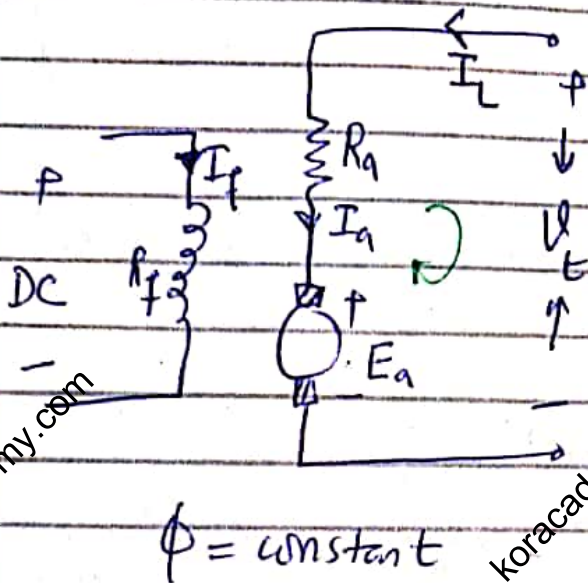 I_L
+
R_a
I_f
+
I_a
V_t
R_f
DC
+
E_a
−
−
my.com
koracad
ϕ = constant